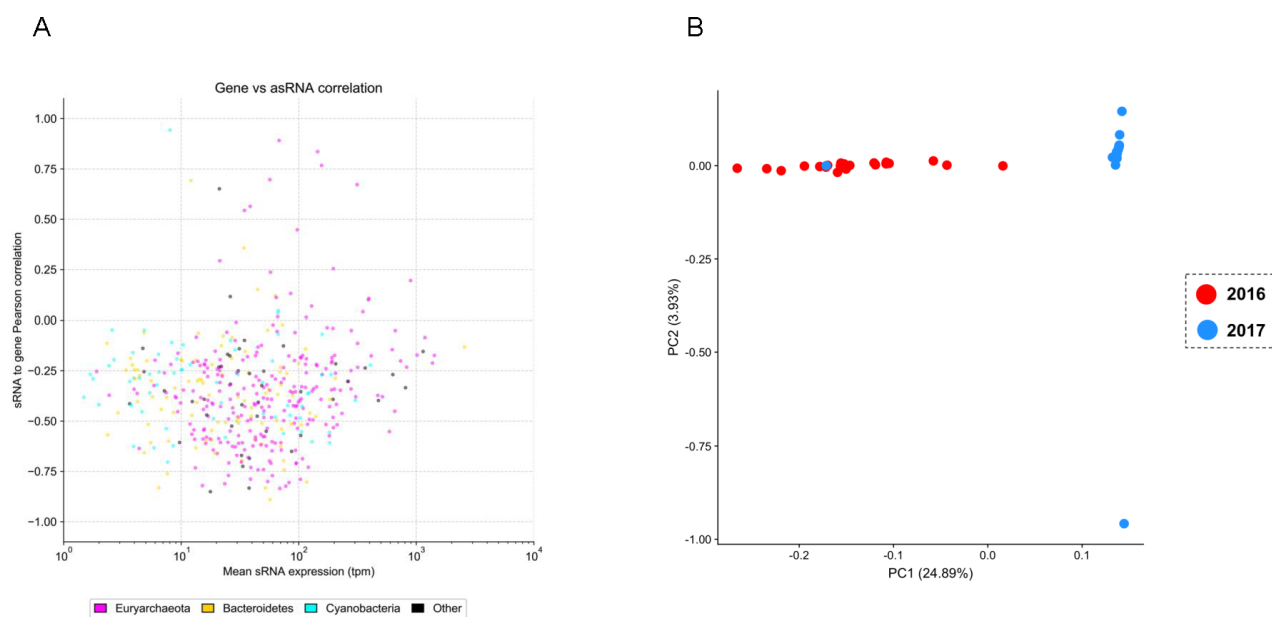 A
B
Gene vs asRNA correlation
1.00
0.75
0.50
0.25
0.00
−0.25
−0.50
−0.75
−1.00
sRNA to gene Pearson correlation
10^0 10^1 10^2 10^3 10^4
Mean sRNA expression (tpm)
Euryarchaeota Bacteroidetes Cyanobacteria Other
0.00
-0.25
-0.50
-0.75
-1.00
PC2 (3.93%)
-0.2 -0.1 0.0 0.1
PC1 (24.89%)
2016
2017